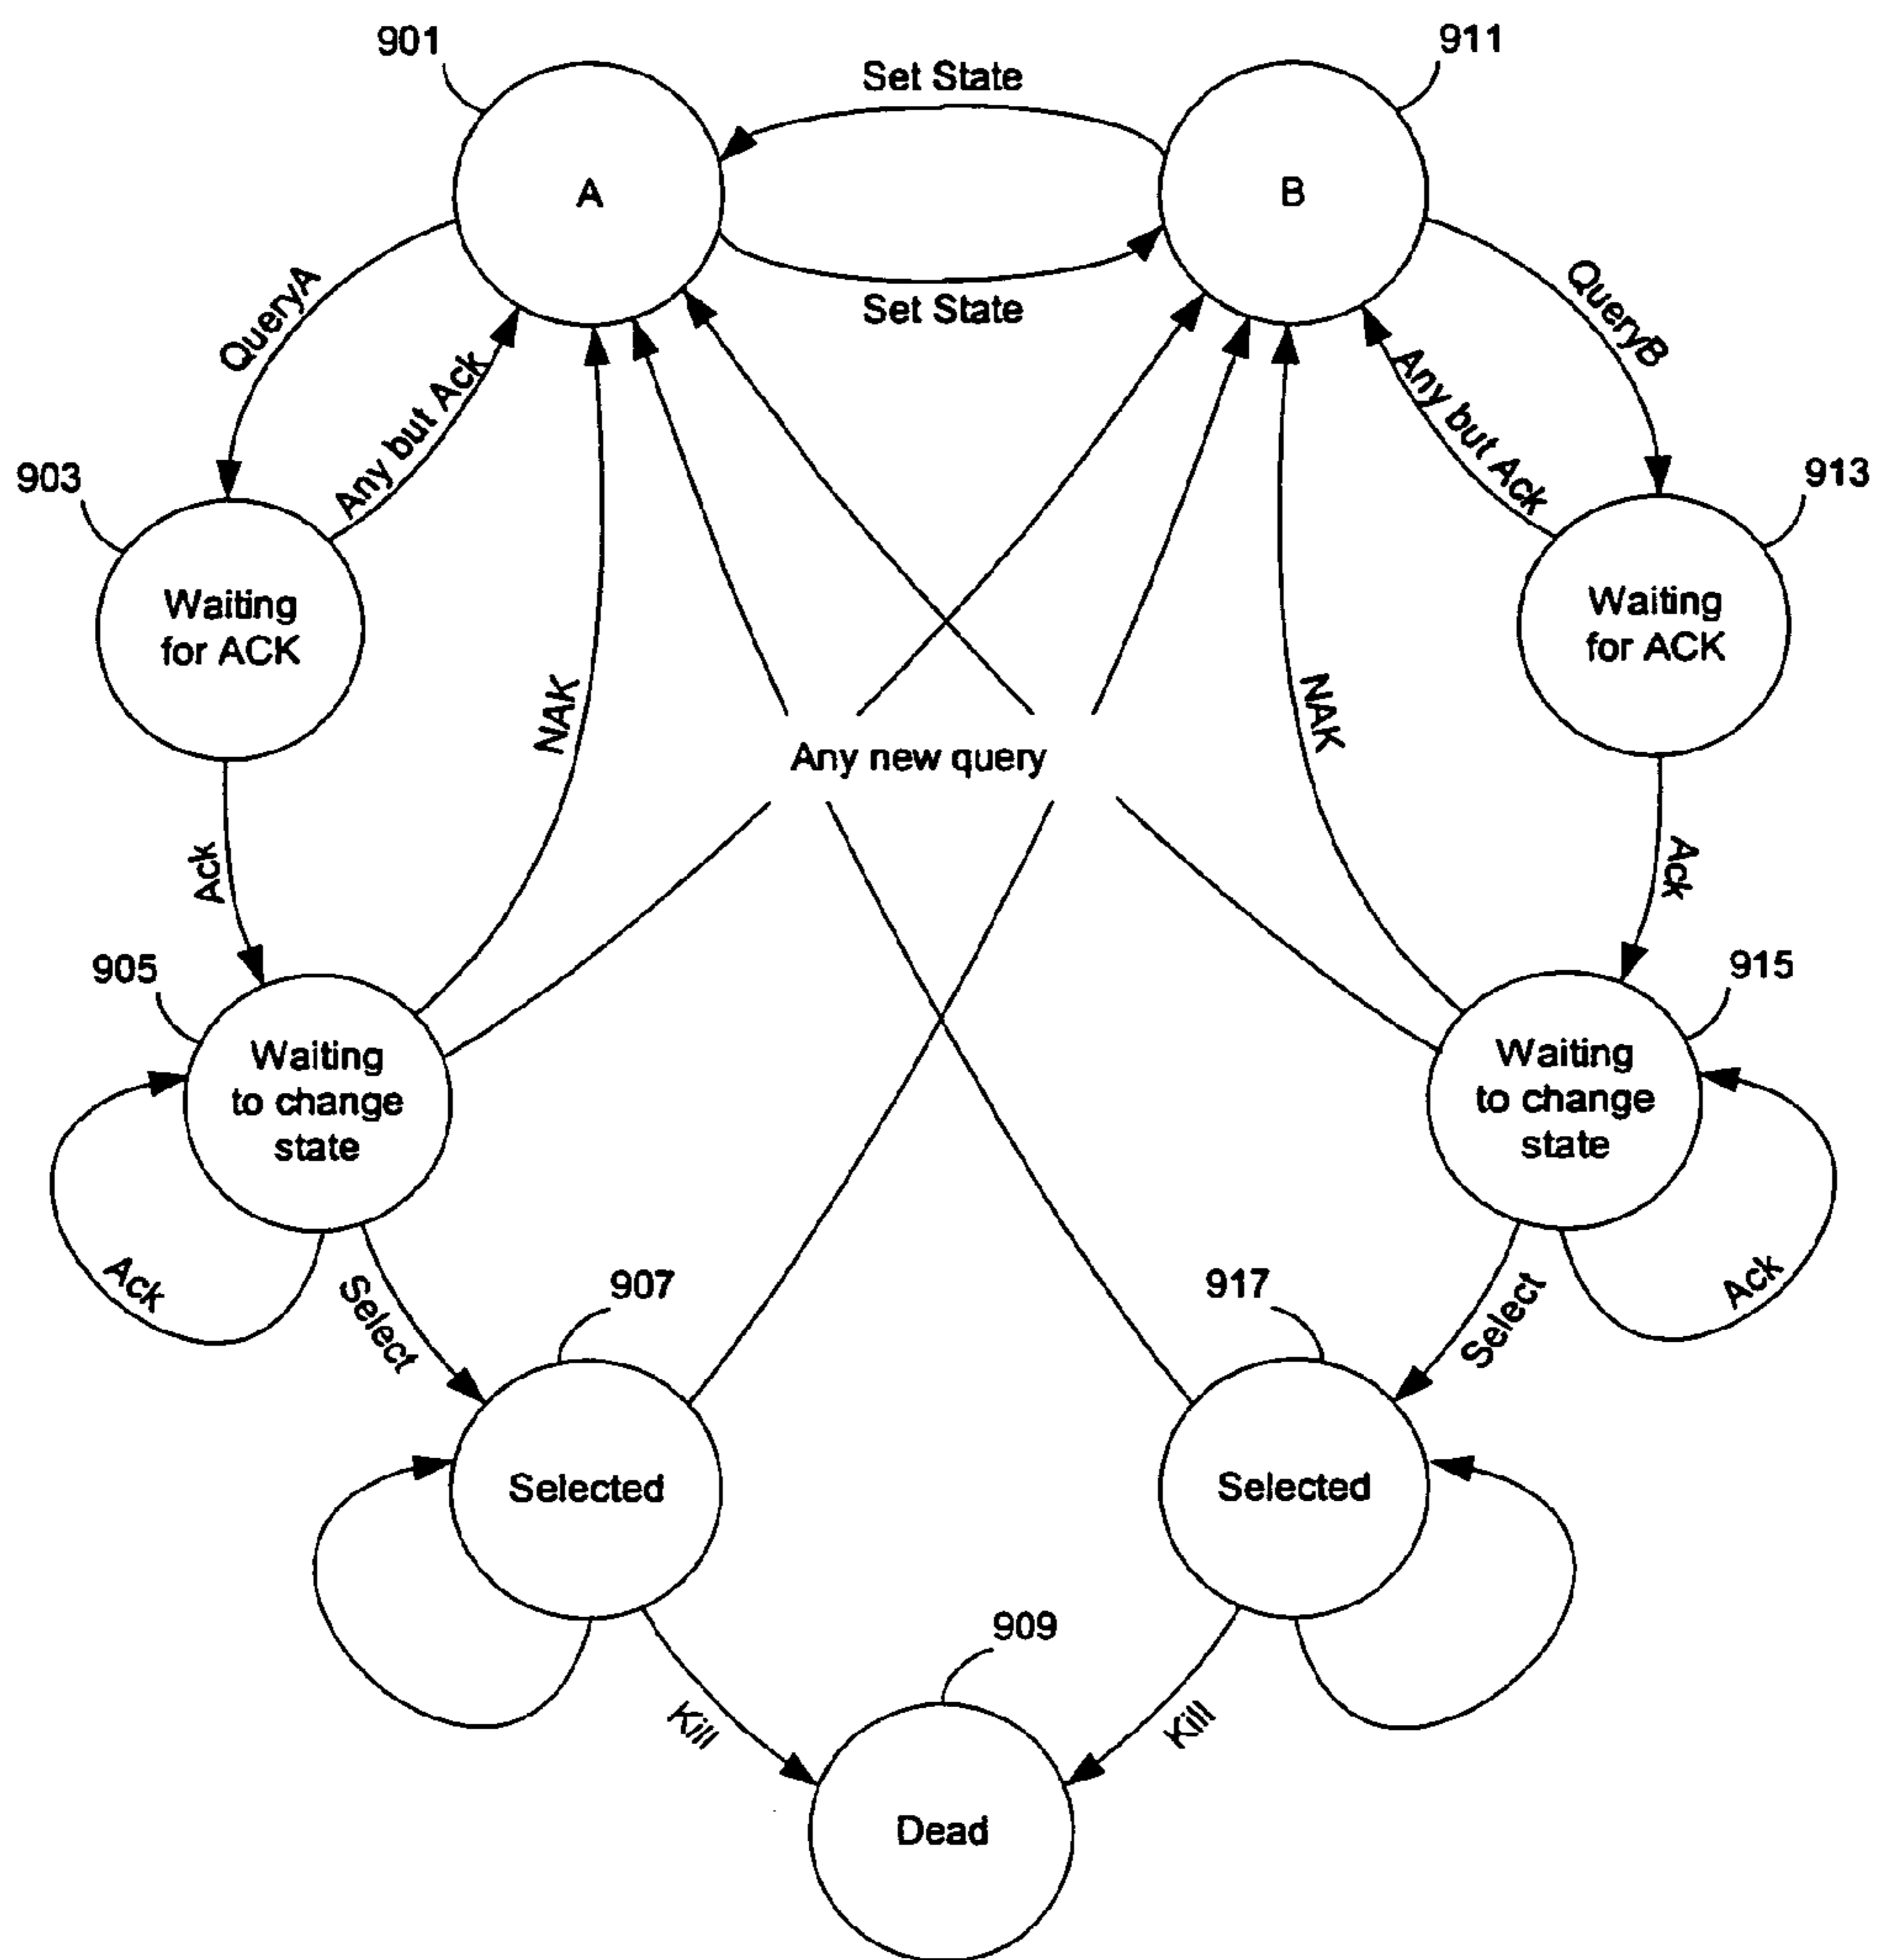 901
911
Set State
A
B
Set State
QueryA
QueryB
Any but Ack
Any but Ack
903
913
Waiting
for ACK
Waiting
for ACK
NAK
NAK
Any new query
Ack
Ack
905
915
Waiting
to change
state
Waiting
to change
state
Ack
Select
907
917
Select
Ack
Selected
Selected
909
Kill
Kill
Dead